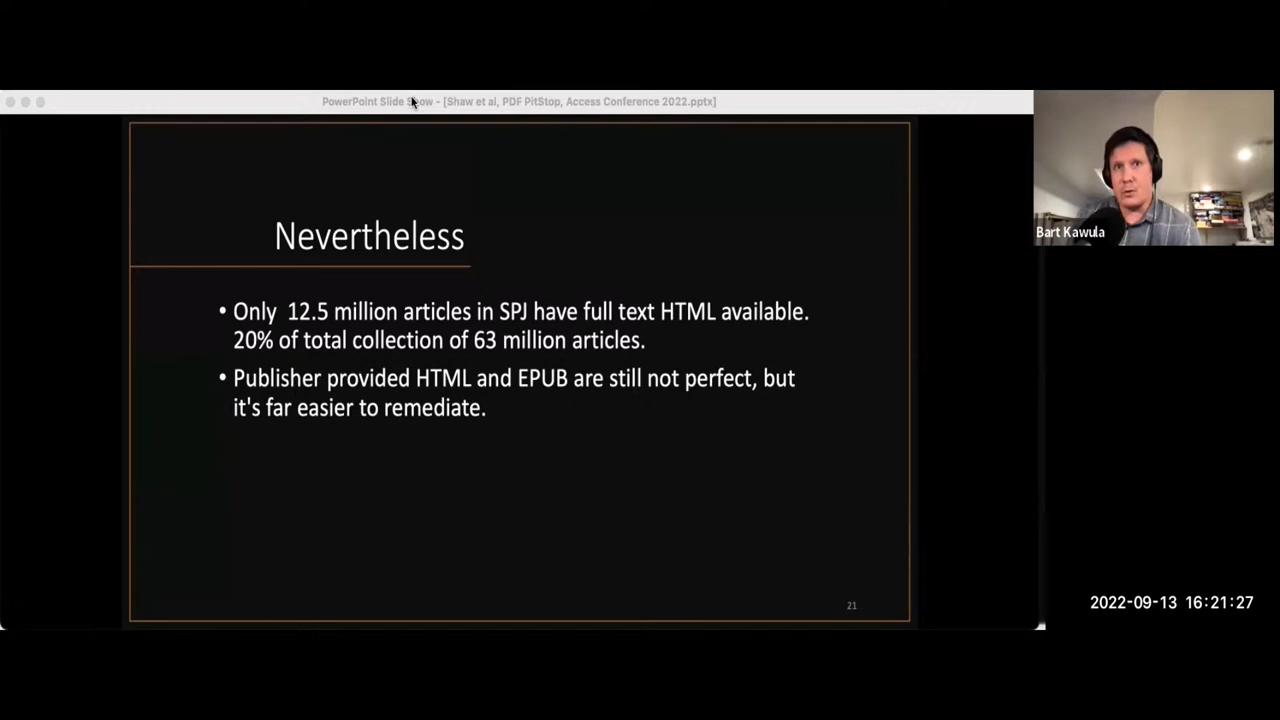 PowerPoint Slide Show - [Shaw et al, PDF PitStop, Access Conference 2022.pptx]
Nevertheless
• Only  12.5 million articles in SPJ have full text HTML available.
20% of total collection of 63 million articles.
• Publisher provided HTML and EPUB are still not perfect, but
it's far easier to remediate.
21
Bart Kawula
2022-09-13 16:21:27